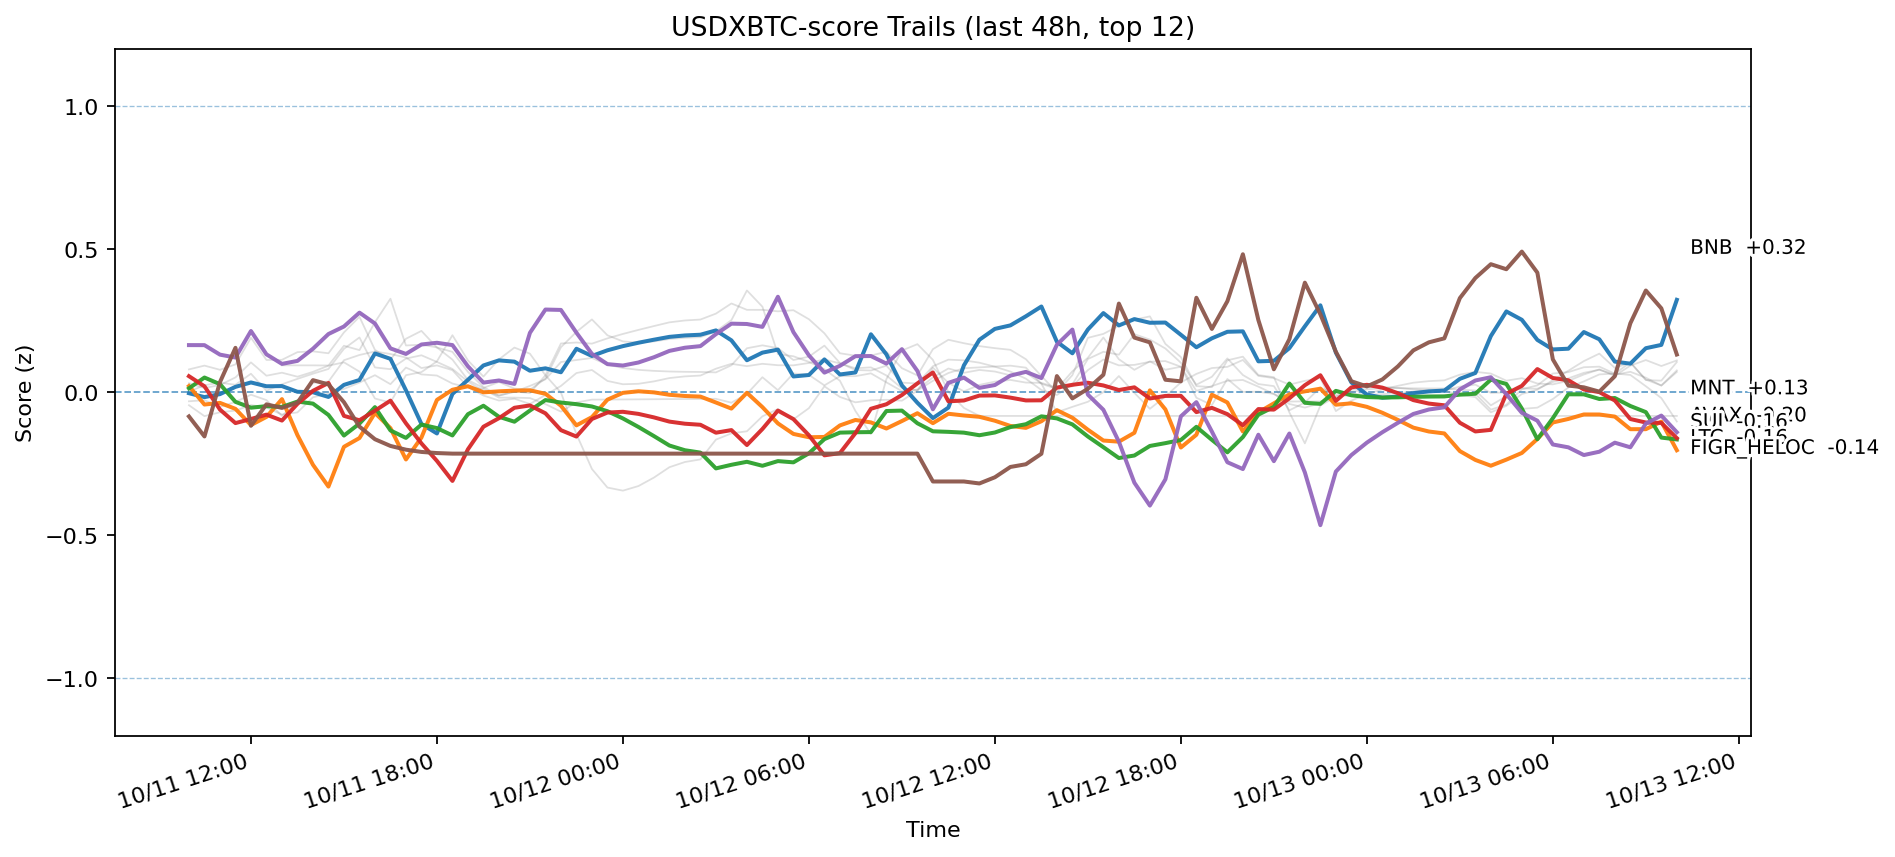 USDXBTC-score Trails (last 48h, top 12)
Score (z)
1.0
0.5
0.0
−0.5
−1.0
BNB +0.32
MNT +0.13
FIGR_HELOC -0.14
10/11 12:00
10/11 18:00
10/12 00:00
10/12 06:00
10/12 12:00
10/12 18:00
10/13 00:00
10/13 06:00
10/13 12:00
Time